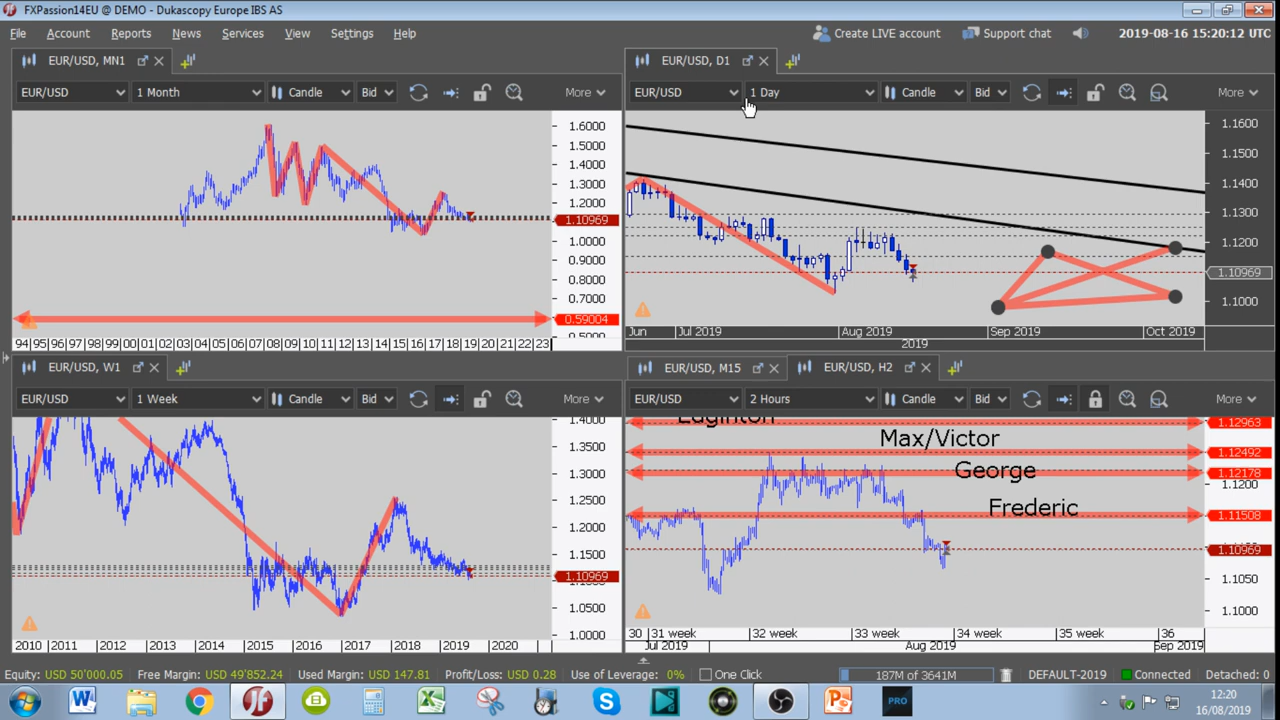 FXPassion14EU @ DEMO - Dukascopy Europe IBS AS
File Account Reports News Services View Settings Help Create LIVE account Support chat 2019-08-16 15:20:12 UTC
EUR/USD, MN1
EUR/USD 1 Month Candle Bid More
1.6000
1.5000
1.4000
1.3000
1.2000
1.10969
1.0000
0.9000
0.8000
0.7000
0.59004
0.5000
94 95 96 97 98 99 00 01 02 03 04 05 06 07 08 09 10 11 12 13 14 15 16 17 18 19 20 21 22 23
EUR/USD, D1
EUR/USD 1 Day Candle Bid More
1.1600
1.1500
1.1400
1.1300
1.1200
1.10969
1.1000
Jun Jul 2019 Aug 2019 Sep 2019 Oct 2019
2019
EUR/USD, W1
EUR/USD 1 Week Candle Bid More
1.4000
1.3500
1.3000
1.2500
1.2000
1.1500
1.10969
1.0500
1.0000
2010 2011 2012 2013 2014 2015 2016 2017 2018 2019 2020
EUR/USD, M15 EUR/USD, H2
EUR/USD 2 Hours Candle Bid More
Edginton
1.12963
Max/Victor
1.12492
George
1.12178
1.1200
Frederic
1.11508
1.10969
1.1050
1.1000
30 31 week 32 week 33 week 34 week 35 week 36
Jul 2019 Aug 2019 Sep 2019
Equity: USD 50'000.05 Free Margin: USD 49'852.24 Used Margin: USD 147.81 Profit/Loss: USD 0.28 Use of Leverage: 0% One Click 187M of 3641M DEFAULT-2019 Connected Detached: 0
PRO
12:20
16/08/2019